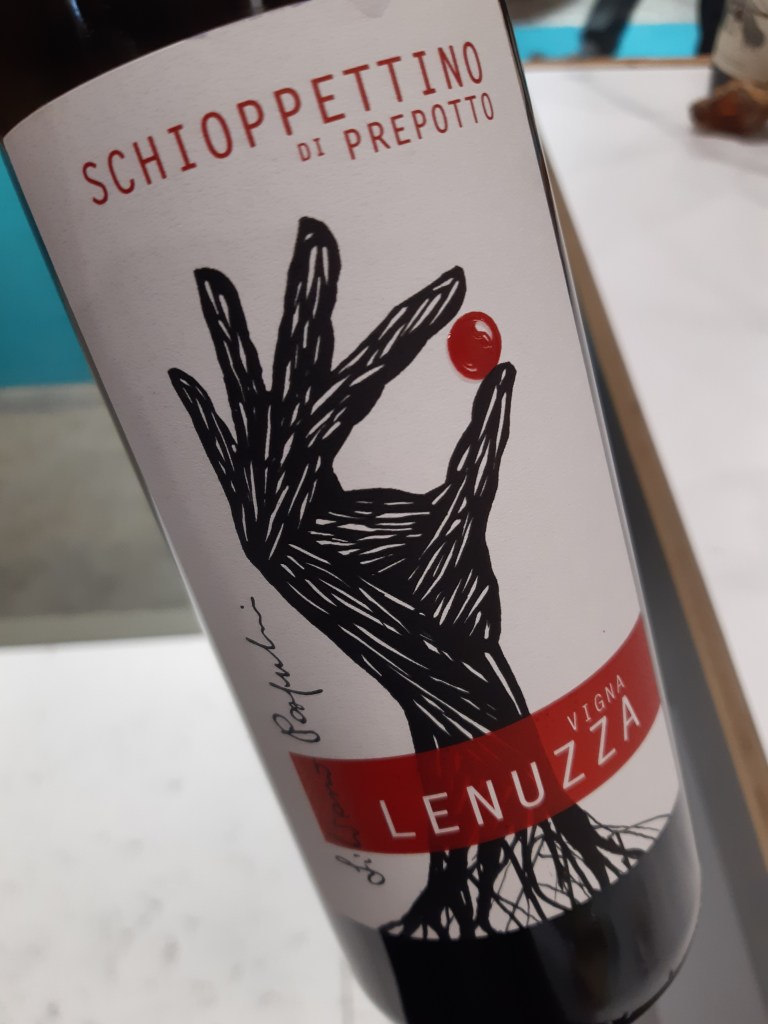 SCHIOPPETTINO
DI PREPOTTO
VIGNA
LENUZZA